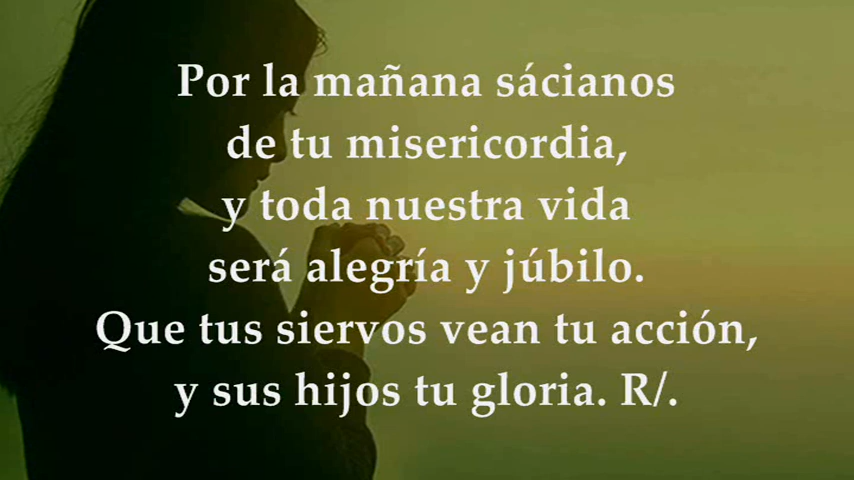 Por la mañana sácianos
de tu misericordia,
y toda nuestra vida
será alegría y júbilo.
Que tus siervos vean tu acción,
y sus hijos tu gloria. R/.